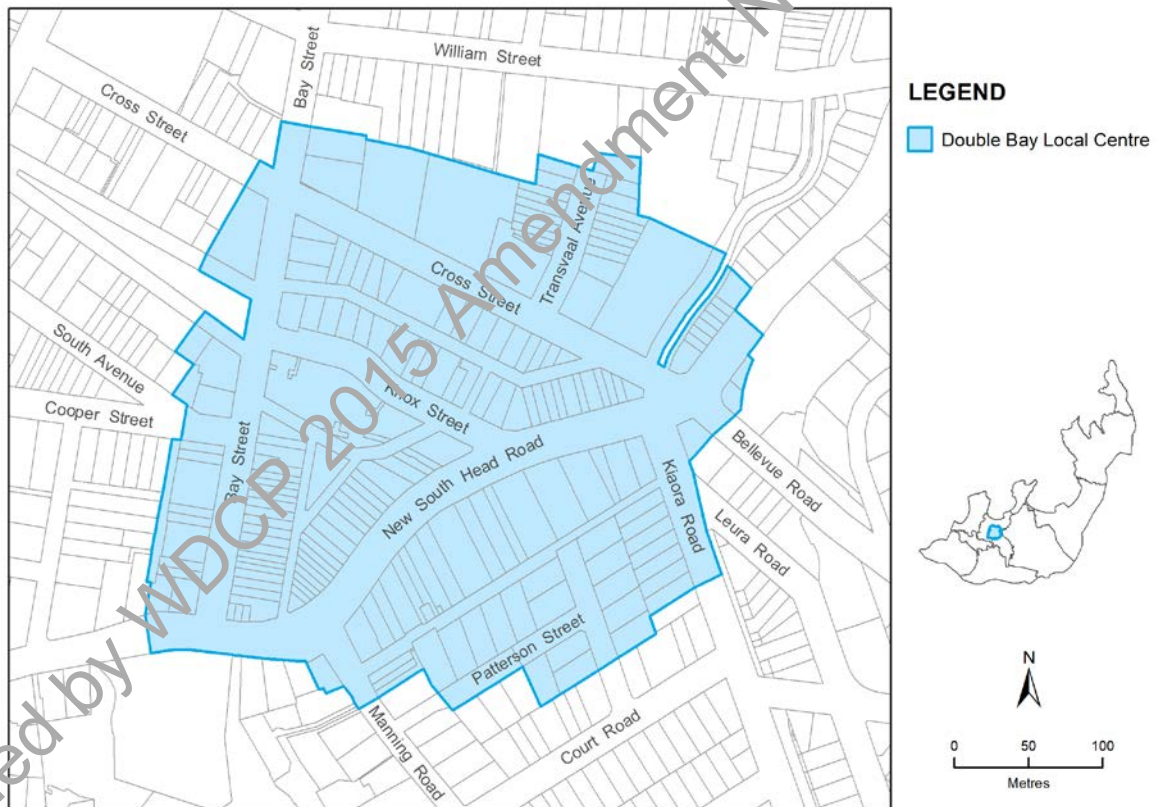 William Street
Bay Street
Cross Street
LEGEND
Double Bay Local Centre
Transvaal Avenue
Cross Street
South Avenue
Cooper Street
Knox Street
Bay Street
New South Head Road
Bellevue Road
Kiaora Road
Leura Road
Patterson Street
Manning Road
Court Road
N
0 50 100
Metres
ed by WDCP 2015 Amendment N